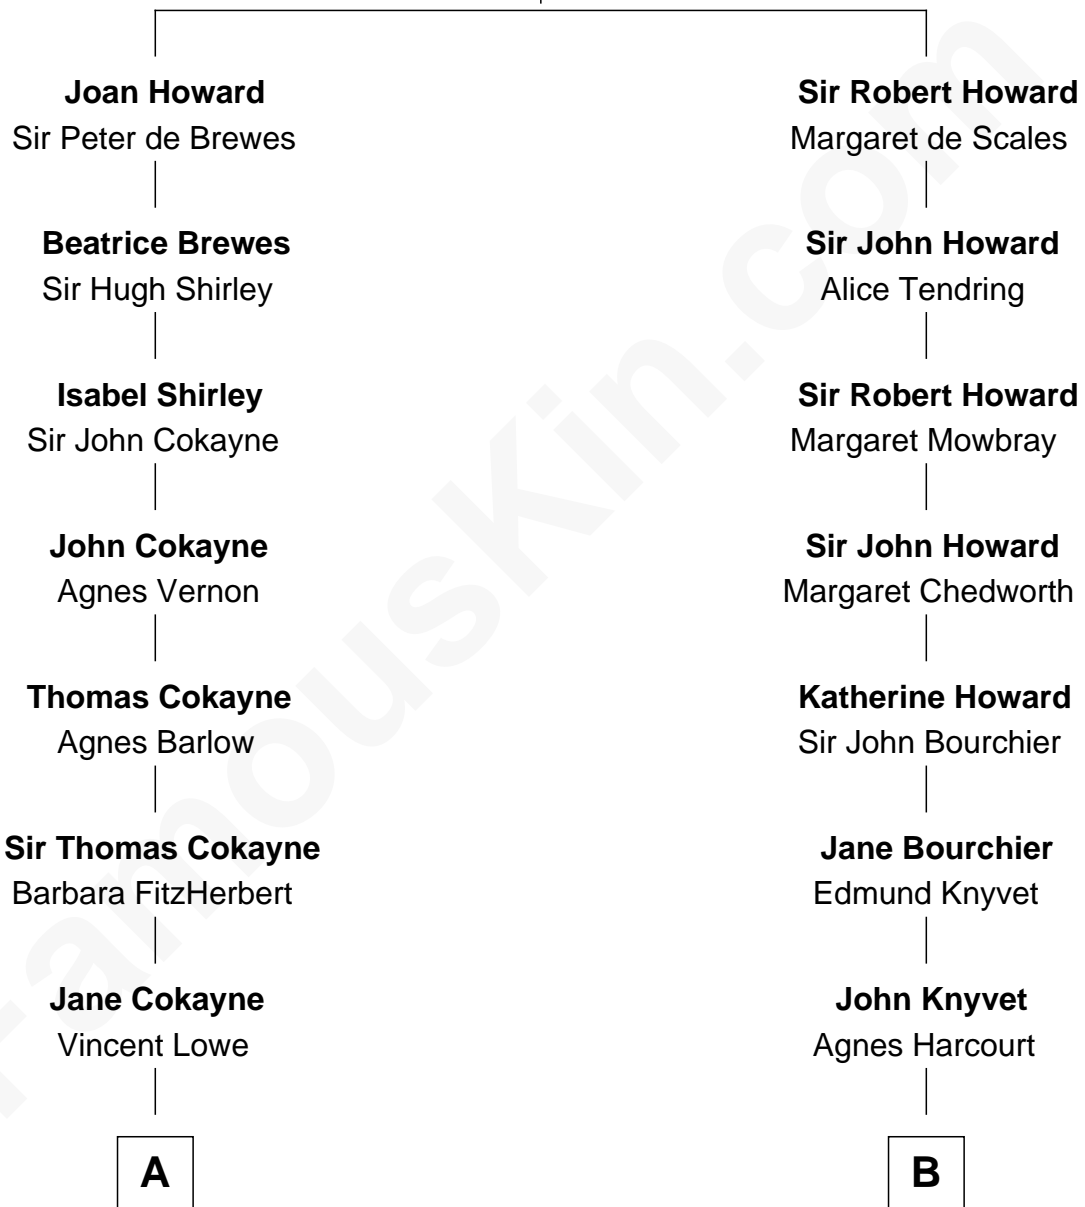 Joan Howard
Sir Peter de Brewes
Beatrice Brewes
Sir Hugh Shirley
Isabel Shirley
Sir John Cokayne
John Cokayne
Agnes Vernon
Thomas Cokayne
Agnes Barlow
Sir Thomas Cokayne
Barbara FitzHerbert
Jane Cokayne
Vincent Lowe
A
Sir Robert Howard
Margaret de Scales
Sir John Howard
Alice Tendring
Sir Robert Howard
Margaret Mowbray
Sir John Howard
Margaret Chedworth
Katherine Howard
Sir John Bourchier
Jane Bourchier
Edmund Knyvet
John Knyvet
Agnes Harcourt
B
FamousKin.com